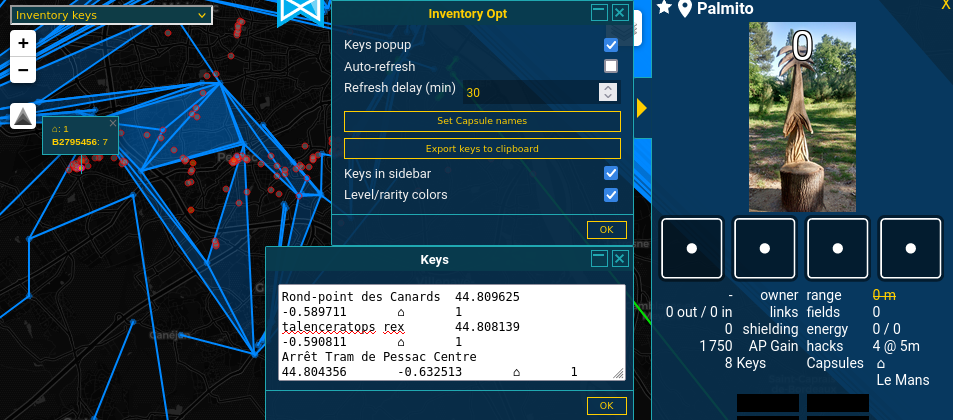 Inventory keys
+
−
⌂: 1
B2795456: 7
Inventory Opt
Keys popup
Auto-refresh
Refresh delay (min) 30
Set Capsule names
Export keys to clipboard
Keys in sidebar
Level/rarity colors
OK
Keys
Rond-point des Canards 44.809625
-0.589711 ⌂ 1
talenceratops rex 44.808139
-0.590811 ⌂ 1
Arrêt Tram de Pessac Centre
44.804356 -0.632513 ⌂ 1
OK
Palmito
X
0
- owner range 0 m
0 out / 0 in links fields 0
0 shielding energy 0 / 0
1 750 AP Gain hacks 4 @ 5m
8 Keys Capsules ⌂
Le Mans
Canéjan